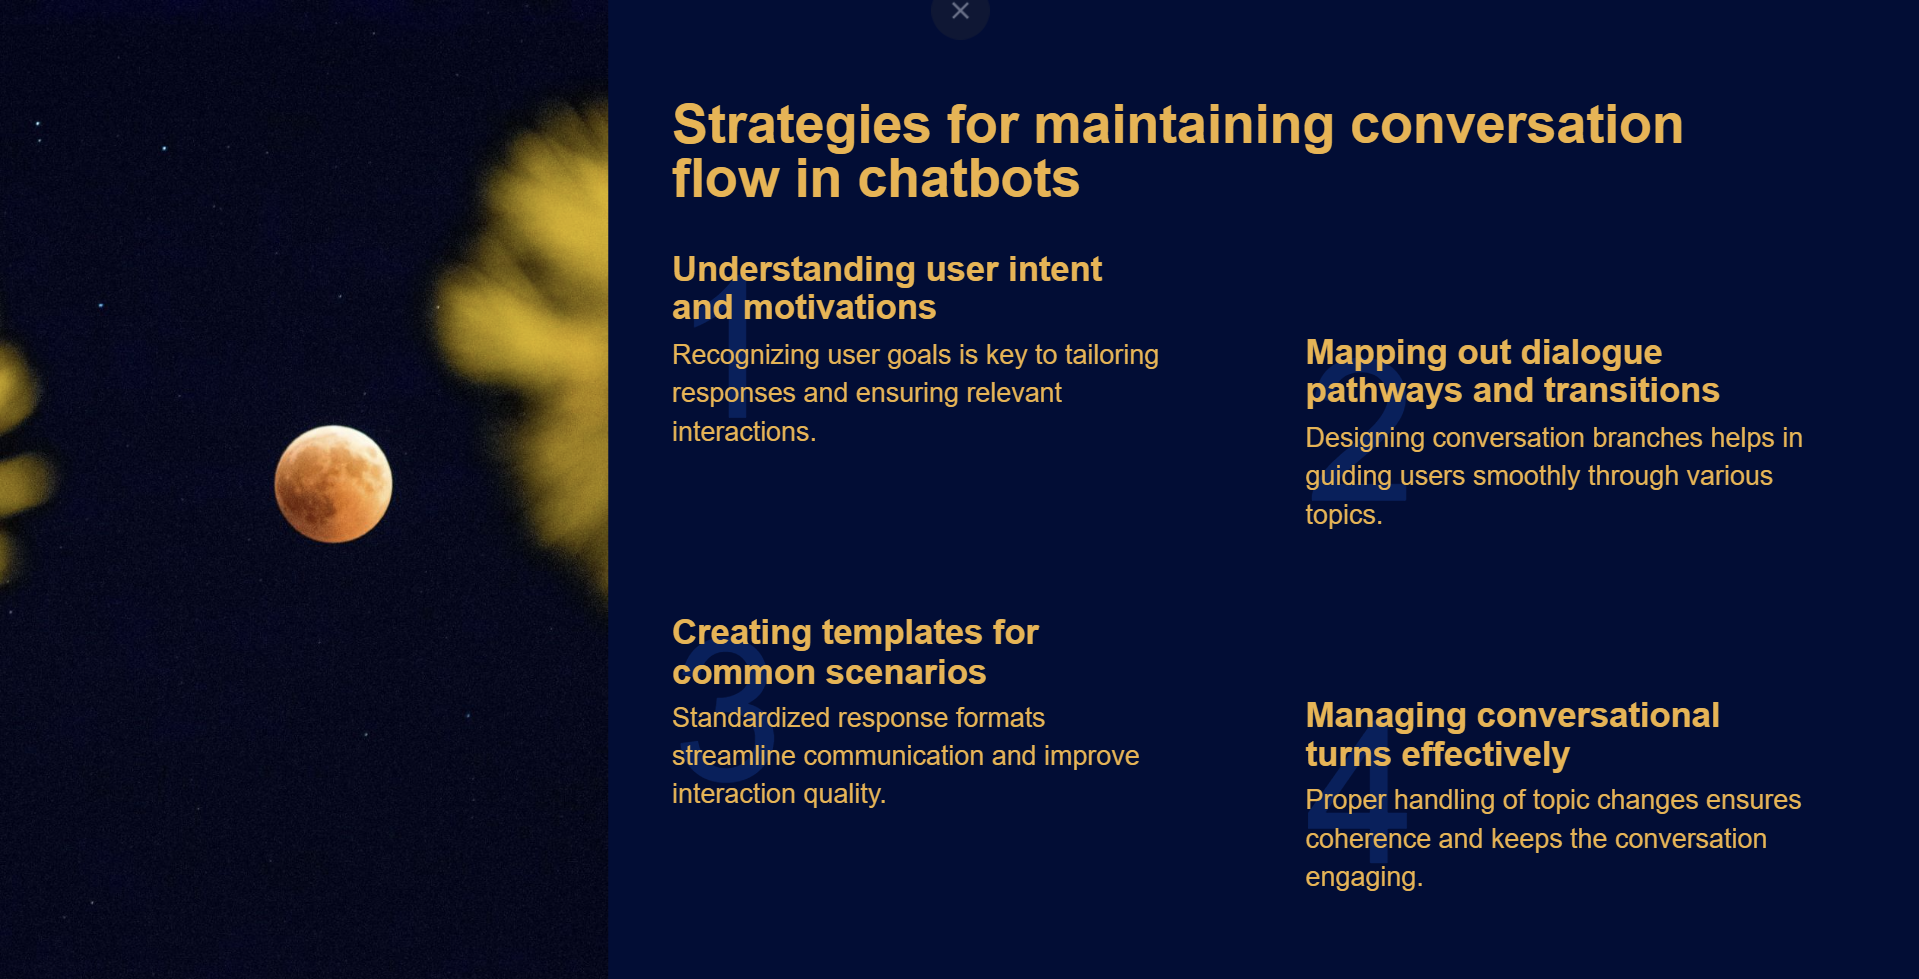 Strategies for maintaining conversation
flow in chatbots
1
Understanding user intent
and motivations
Recognizing user goals is key to tailoring
responses and ensuring relevant
interactions.
2
Mapping out dialogue
pathways and transitions
Designing conversation branches helps in
guiding users smoothly through various
topics.
3
Creating templates for
common scenarios
Standardized response formats
streamline communication and improve
interaction quality.
4
Managing conversational
turns effectively
Proper handling of topic changes ensures
coherence and keeps the conversation
engaging.